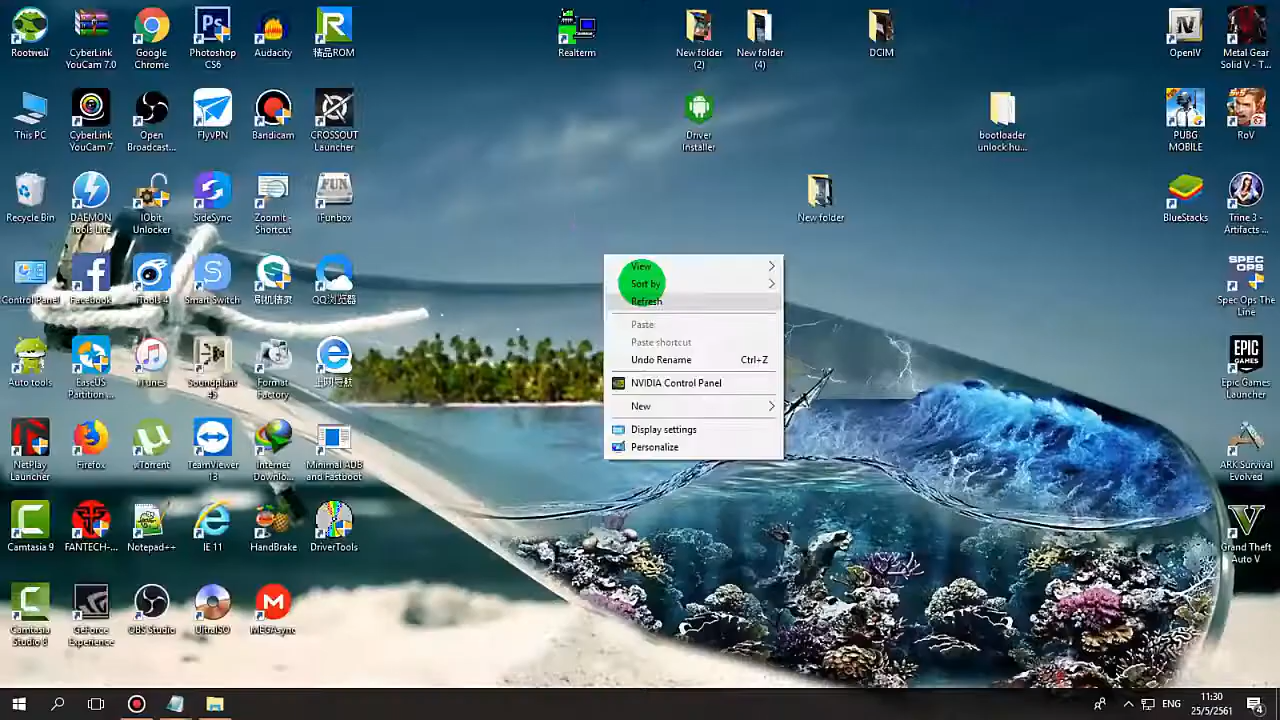 Rootwell
CyberLink
YouCam 7.0
Google
Chrome
Photoshop
CS6
Audacity
精品ROM
Realterm
New folder
(2)
New folder
(4)
DCIM
OpenIV
Metal Gear
Solid V - T...
This PC
CyberLink
YouCam 7
Open
Broadcast...
FlyVPN
Bandicam
CROSSOUT
Launcher
Driver
Installer
bootloader
unlock hu...
PUBG
MOBILE
RoV
Recycle Bin
DAEMON
Tools Lite
IObit
Unlocker
SideSync
ZoomIt -
Shortcut
iFunbox
New folder
BlueStacks
Trine 3 -
Artifacts ...
Control Panel
Facebook
iTools 4
Smart Switch
刷机精灵
QQ浏览器
SPEC
OPS
Spec Ops The
Line
View
Sort by
Refresh
Paste
Paste shortcut
Undo Rename Ctrl+Z
NVIDIA Control Panel
New
Display settings
Personalize
Auto tools
EaseUS
Partition ...
iTunes
Soundplant
45
Format
Factory
上网导航
EPIC
GAMES
Epic Games
Launcher
NetPlay
Launcher
Firefox
uTorrent
TeamViewer
13
Internet
Downlo...
Minimal ADB
and Fastboot
ARK Survival
Evolved
Camtasia 9
FANTECH-...
Notepad++
IE 11
HandBrake
DriverTools
Grand Theft
Auto V
Camtasia
Studio 8
GeForce
Experience
OBS Studio
UltraISO
MEGAsync
ENG
11:30
25/5/2561
4